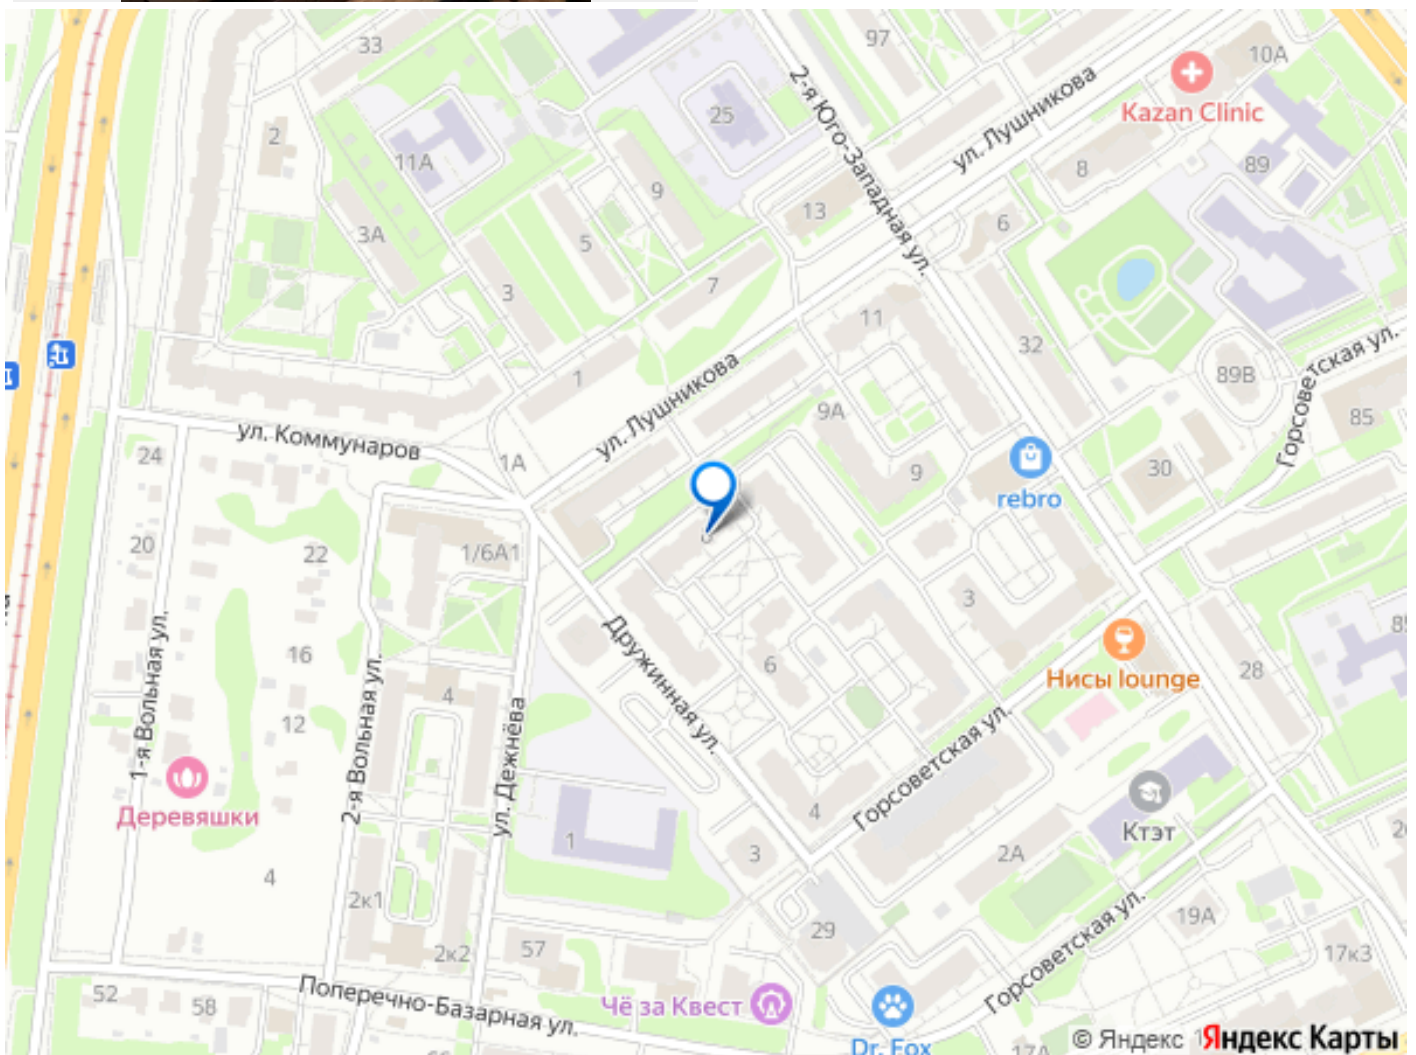 33
97
10А
2-я Юго-Западная ул.
ул. Лушникова
Kazan Clinic
25
2
11А
9
89
8
13
6
3А
5
3
7
11
32
ул. Лушникова
1
89В
Горсоветская ул.
9А
85
ул. Коммунаров
1А
24
9
30
rebro
20
22
1/6А1
3
1-я Вольная ул.
2-я Вольная ул.
Дружинная ул.
16
6
28
Нисы lounge
4
12
ул. Дежнёва
Горсоветская ул.
Деревяшки
4
1
3
4
2А
Ктэт
2к1
2к2
57
29
19А
17к3
Горсоветская ул.
52
58
Поперечно-Базарная ул.
Чё за Квест
Dr. Fox
17А
© Яндекс
Яндекс Карты